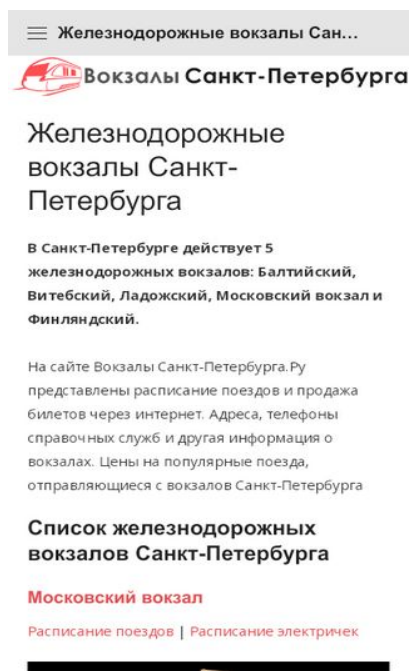 Железнодорожные вокзалы Сан...
Вокзалы Санкт-Петербурга
Железнодорожные
вокзалы Санкт-
Петербурга
В Санкт-Петербурге действует 5
железнодорожных вокзалов: Балтийский,
Витебский, Ладожский, Московский вокзал и
Финляндский.
На сайте Вокзалы Санкт-Петербурга.Ру
представлены расписание поездов и продажа
билетов через интернет. Адреса, телефоны
справочных служб и другая информация о
вокзалах. Цены на популярные поезда,
отправляющиеся с вокзалов Санкт-Петербурга
Список железнодорожных
вокзалов Санкт-Петербурга
Московский вокзал
Расписание поездов | Расписание электричек